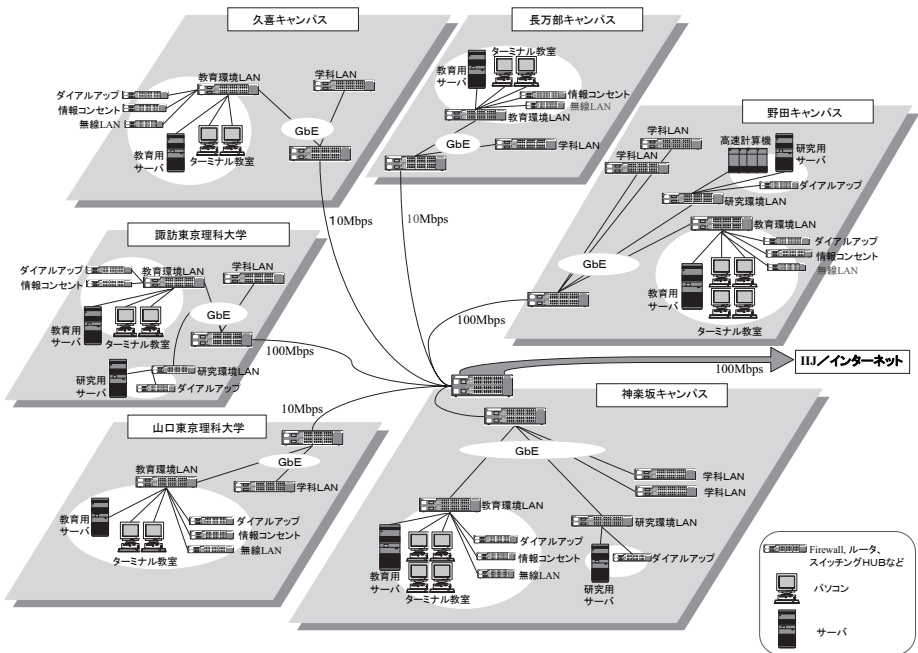 久喜キャンパス
ダイアルアップ
情報コンセント
無線LAN
教育環境LAN
学科LAN
GbE
教育用
サーバ
ターミナル教室
10Mbps
長万部キャンパス
教育用
サーバ
ターミナル教室
情報コンセント
無線LAN
教育環境LAN
GbE
学科LAN
10Mbps
野田キャンパス
学科LAN
学科LAN
高速計算機
研究用
サーバ
ダイアルアップ
研究環境LAN
教育環境LAN
ダイアルアップ
情報コンセント
無線LAN
GbE
教育用
サーバ
ターミナル教室
100Mbps
諏訪東京理科大学
ダイアルアップ
情報コンセント
教育環境LAN
学科LAN
GbE
教育用
サーバ
ターミナル教室
100Mbps
研究用
サーバ
研究環境LAN
ダイアルアップ
IIJ/インターネット
100Mbps
山口東京理科大学
10Mbps
GbE
教育環境LAN
学科LAN
教育用
サーバ
ターミナル教室
ダイアルアップ
情報コンセント
無線LAN
神楽坂キャンパス
GbE
学科LAN
学科LAN
教育環境LAN
研究環境LAN
教育用
サーバ
ターミナル教室
ダイアルアップ
情報コンセント
無線LAN
研究用
サーバ
ダイアルアップ
Firewall, ルータ、
スイッチングHUBなど
パソコン
サーバ